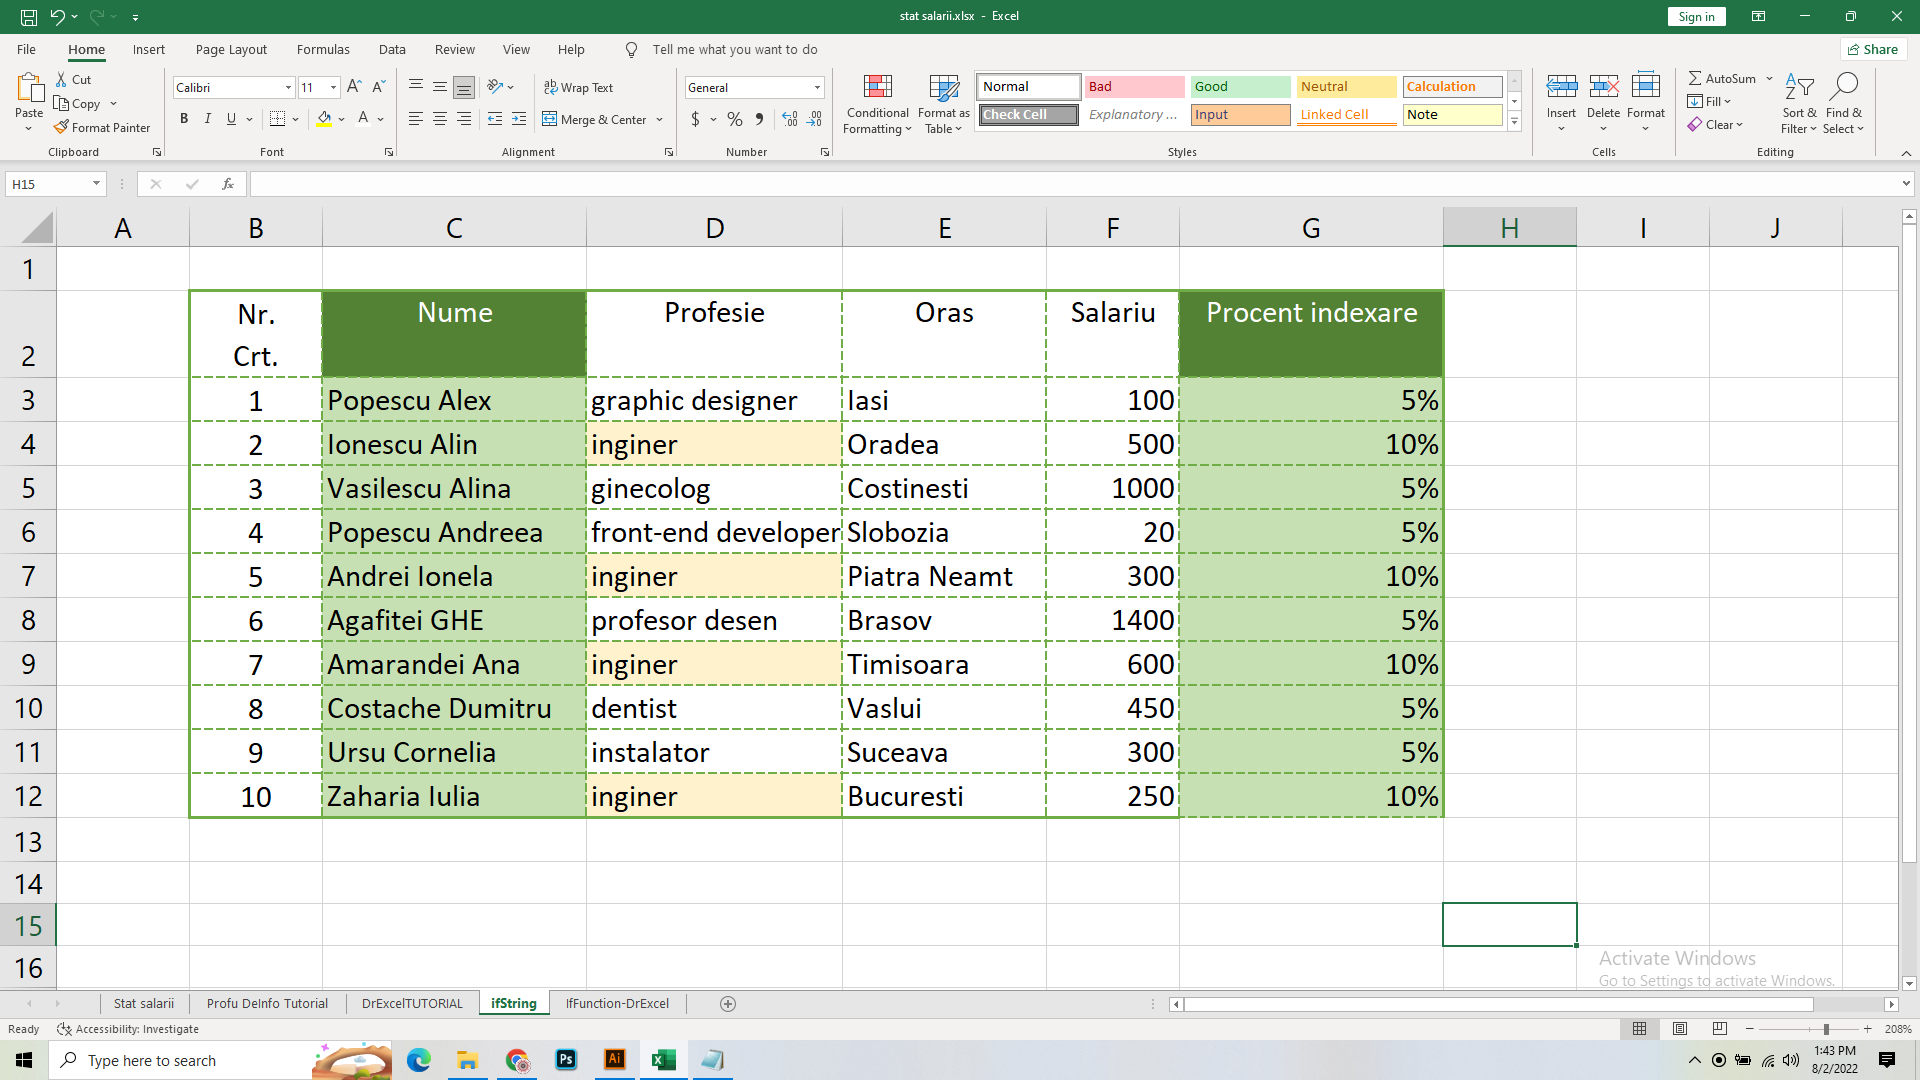 stat salarii.xlsx - Excel
Sign in
File Home Insert Page Layout Formulas Data Review View Help Tell me what you want to do Share
Paste
Cut
Copy
Format Painter
Clipboard
Calibri 11
B I U
A A
Font
Wrap Text
Merge & Center
Alignment
General
$ % 9
Number
Conditional Formatting
Format as Table
Normal Bad Good Neutral Calculation
Check Cell Explanatory ... Input Linked Cell Note
Styles
Insert Delete Format
Cells
AutoSum
Fill
Clear
Sort & Filter
Find & Select
Editing
H15 fx
A B C D E F G H I J
1
2 Nr. Crt. Nume Profesie Oras Salariu Procent indexare
3 1 Popescu Alex graphic designer Iasi 100 5%
4 2 Ionescu Alin inginer Oradea 500 10%
5 3 Vasilescu Alina ginecolog Costinesti 1000 5%
6 4 Popescu Andreea front-end developer Slobozia 20 5%
7 5 Andrei Ionela inginer Piatra Neamt 300 10%
8 6 Agafitei GHE profesor desen Brasov 1400 5%
9 7 Amarandei Ana inginer Timisoara 600 10%
10 8 Costache Dumitru dentist Vaslui 450 5%
11 9 Ursu Cornelia instalator Suceava 300 5%
12 10 Zaharia Iulia inginer Bucuresti 250 10%
13
14
15
16
Activate Windows
Go to Settings to activate Windows.
Stat salarii Profu DeInfo Tutorial DrExcelTUTORIAL ifString IfFunction-DrExcel
Ready Accessibility: Investigate 208%
Type here to search
Ps Ai
1:43 PM
8/2/2022